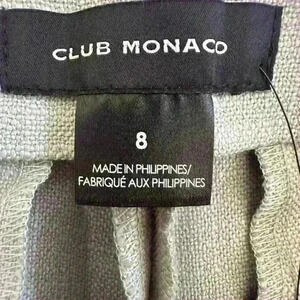 CLUB MONACO
8
MADE IN PHILIPPINES/
FABRIQUÉ AUX PHILIPPINES